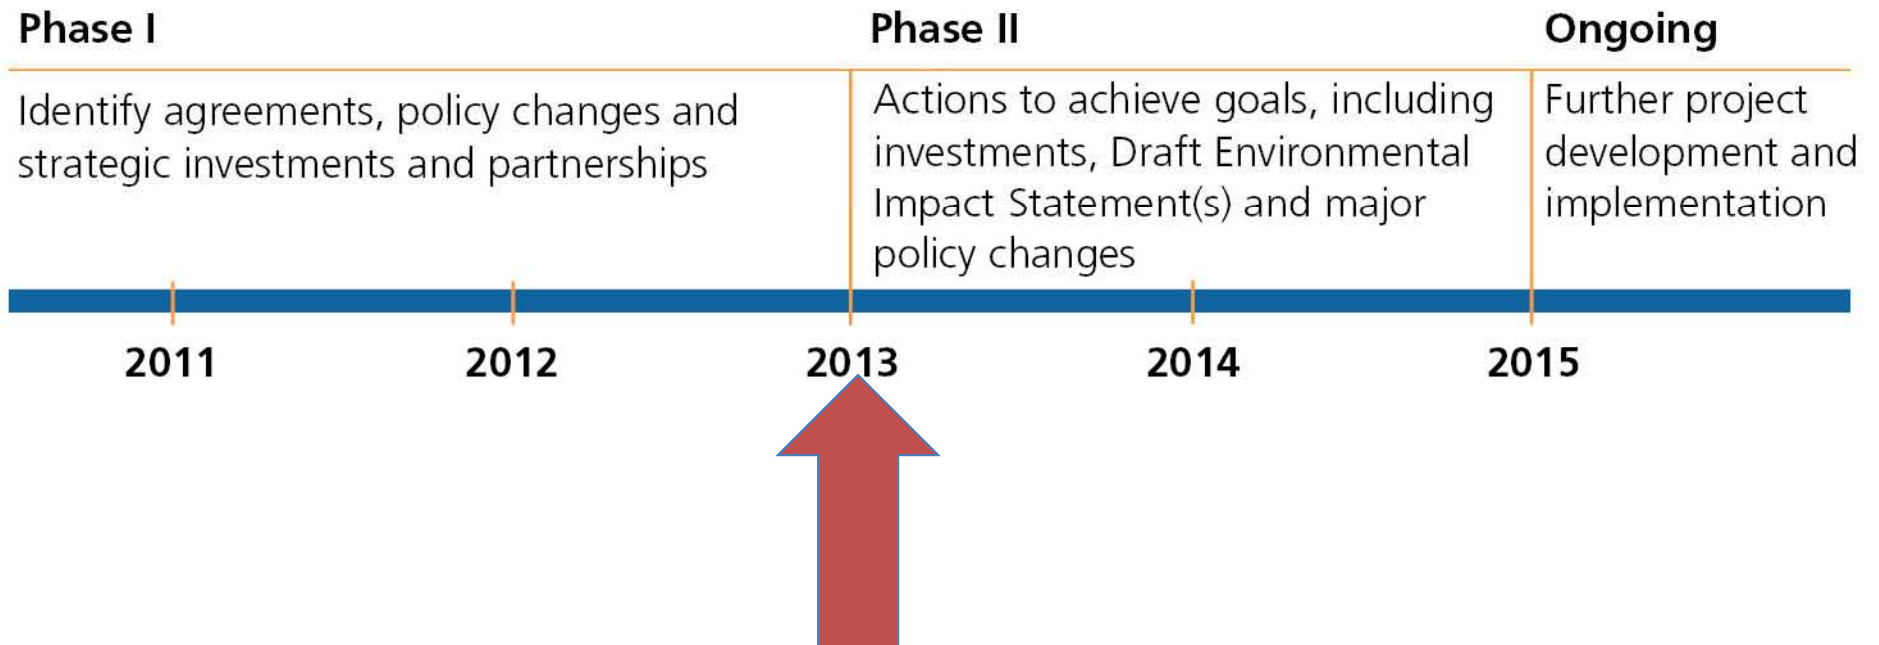 Phase I
Identify agreements, policy changes and
strategic investments and partnerships
Phase II
Actions to achieve goals, including
investments, Draft Environmental
Impact Statement(s) and major
policy changes
Ongoing
Further project
development and
implementation
2011
2012
2013
2014
2015